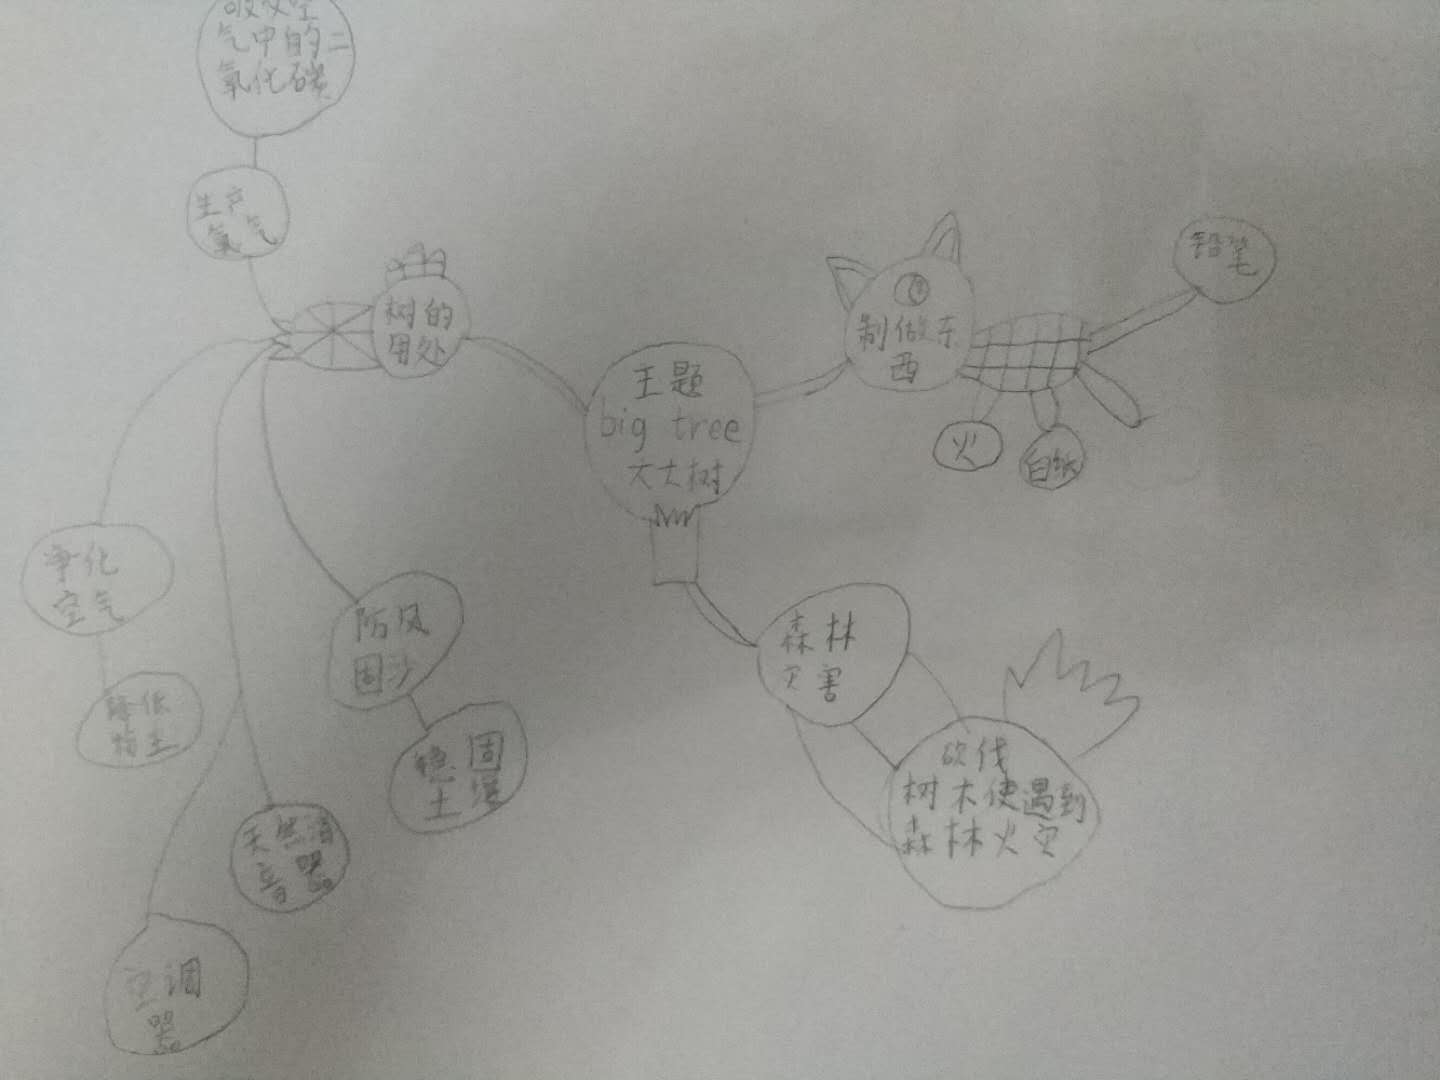 吸收空
气中的二
氧化碳
生产
氧气
树的
用处
主题
big tree
大大树
制做东
西
铅笔
火
白纸
净化
空气
降低
防风
固沙
稳固
土壤
天然消
音器
空调
器
森林
灾害
砍伐
树木使遇到
森林火灾